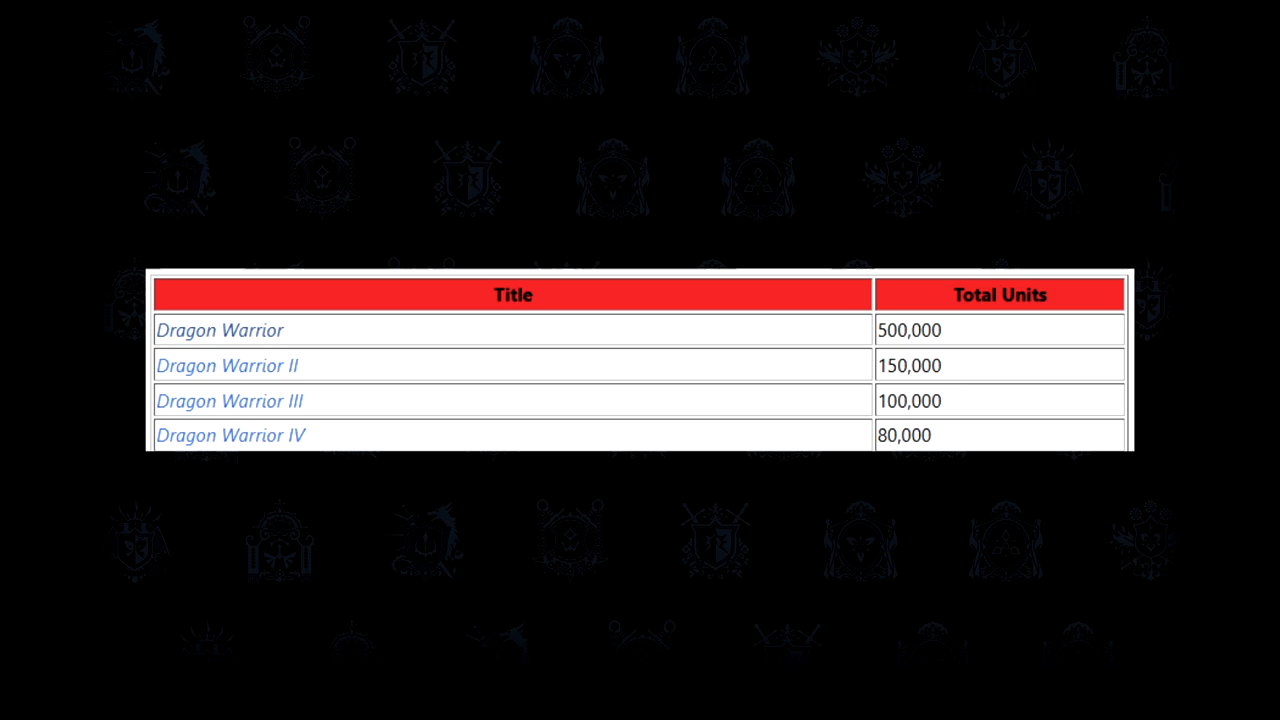 Title Total Units
Dragon Warrior 500,000
Dragon Warrior II 150,000
Dragon Warrior III 100,000
Dragon Warrior IV 80,000